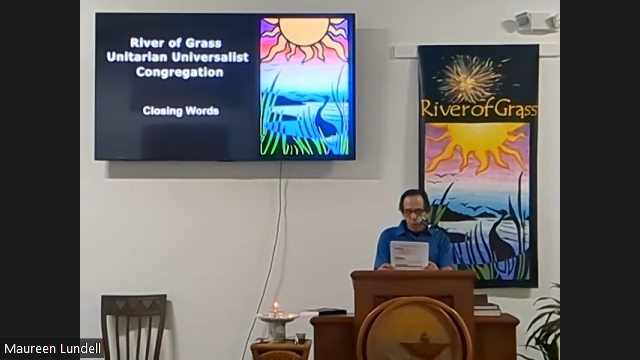 River of Grass
Unitarian Universalist
Congregation
Closing Words
River of Grass
Maureen Lundell